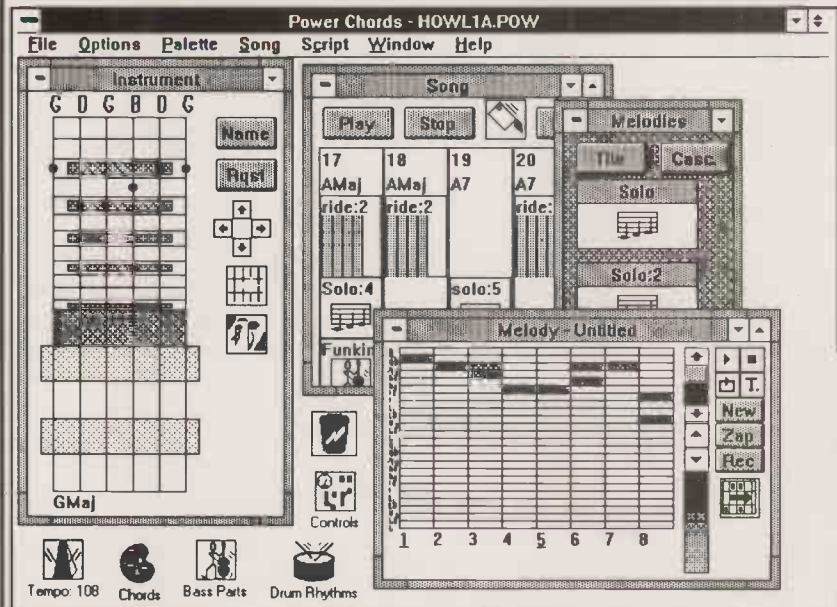 Power Chords - HOWL1A.POW
File Options Palette Song Script Window Help
Instrument
G D G B D G
Name
Rqst
GMaj
Song
Play Stop
17 18 19 20
AMaj AMaj A7 A7
ride:2 ride:2 ride:
Solo:4 solo:5
Funkin
Melodies
Tile Casc.
Solo
Solo:2
Melody - Untitled
T.
New
Zap
Rec
1 2 3 4 5 6 7 8
Controls
Tempo: 108 Chords Bass Parts Drum Rhythms